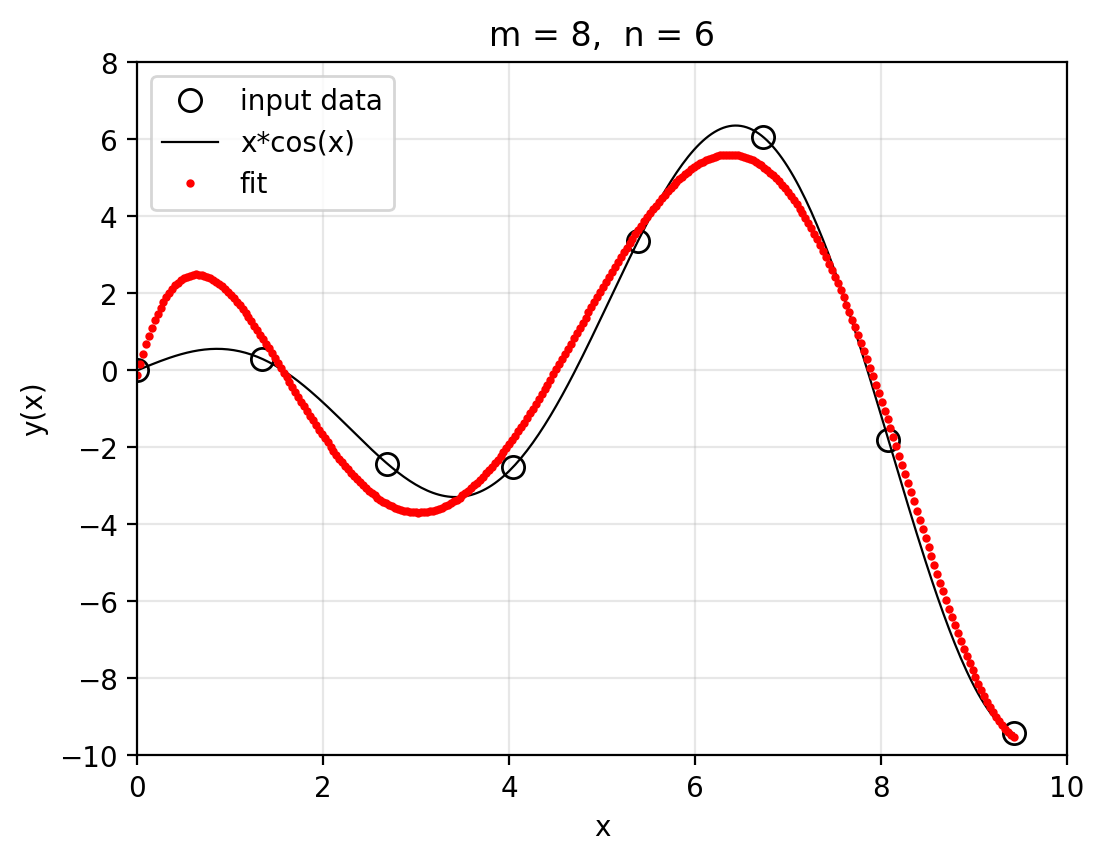 m = 8,  n = 6
input data
x*cos(x)
fit
8
6
4
2
0
−2
−4
−6
−8
−10
y(x)
0 2 4 6 8 10
x